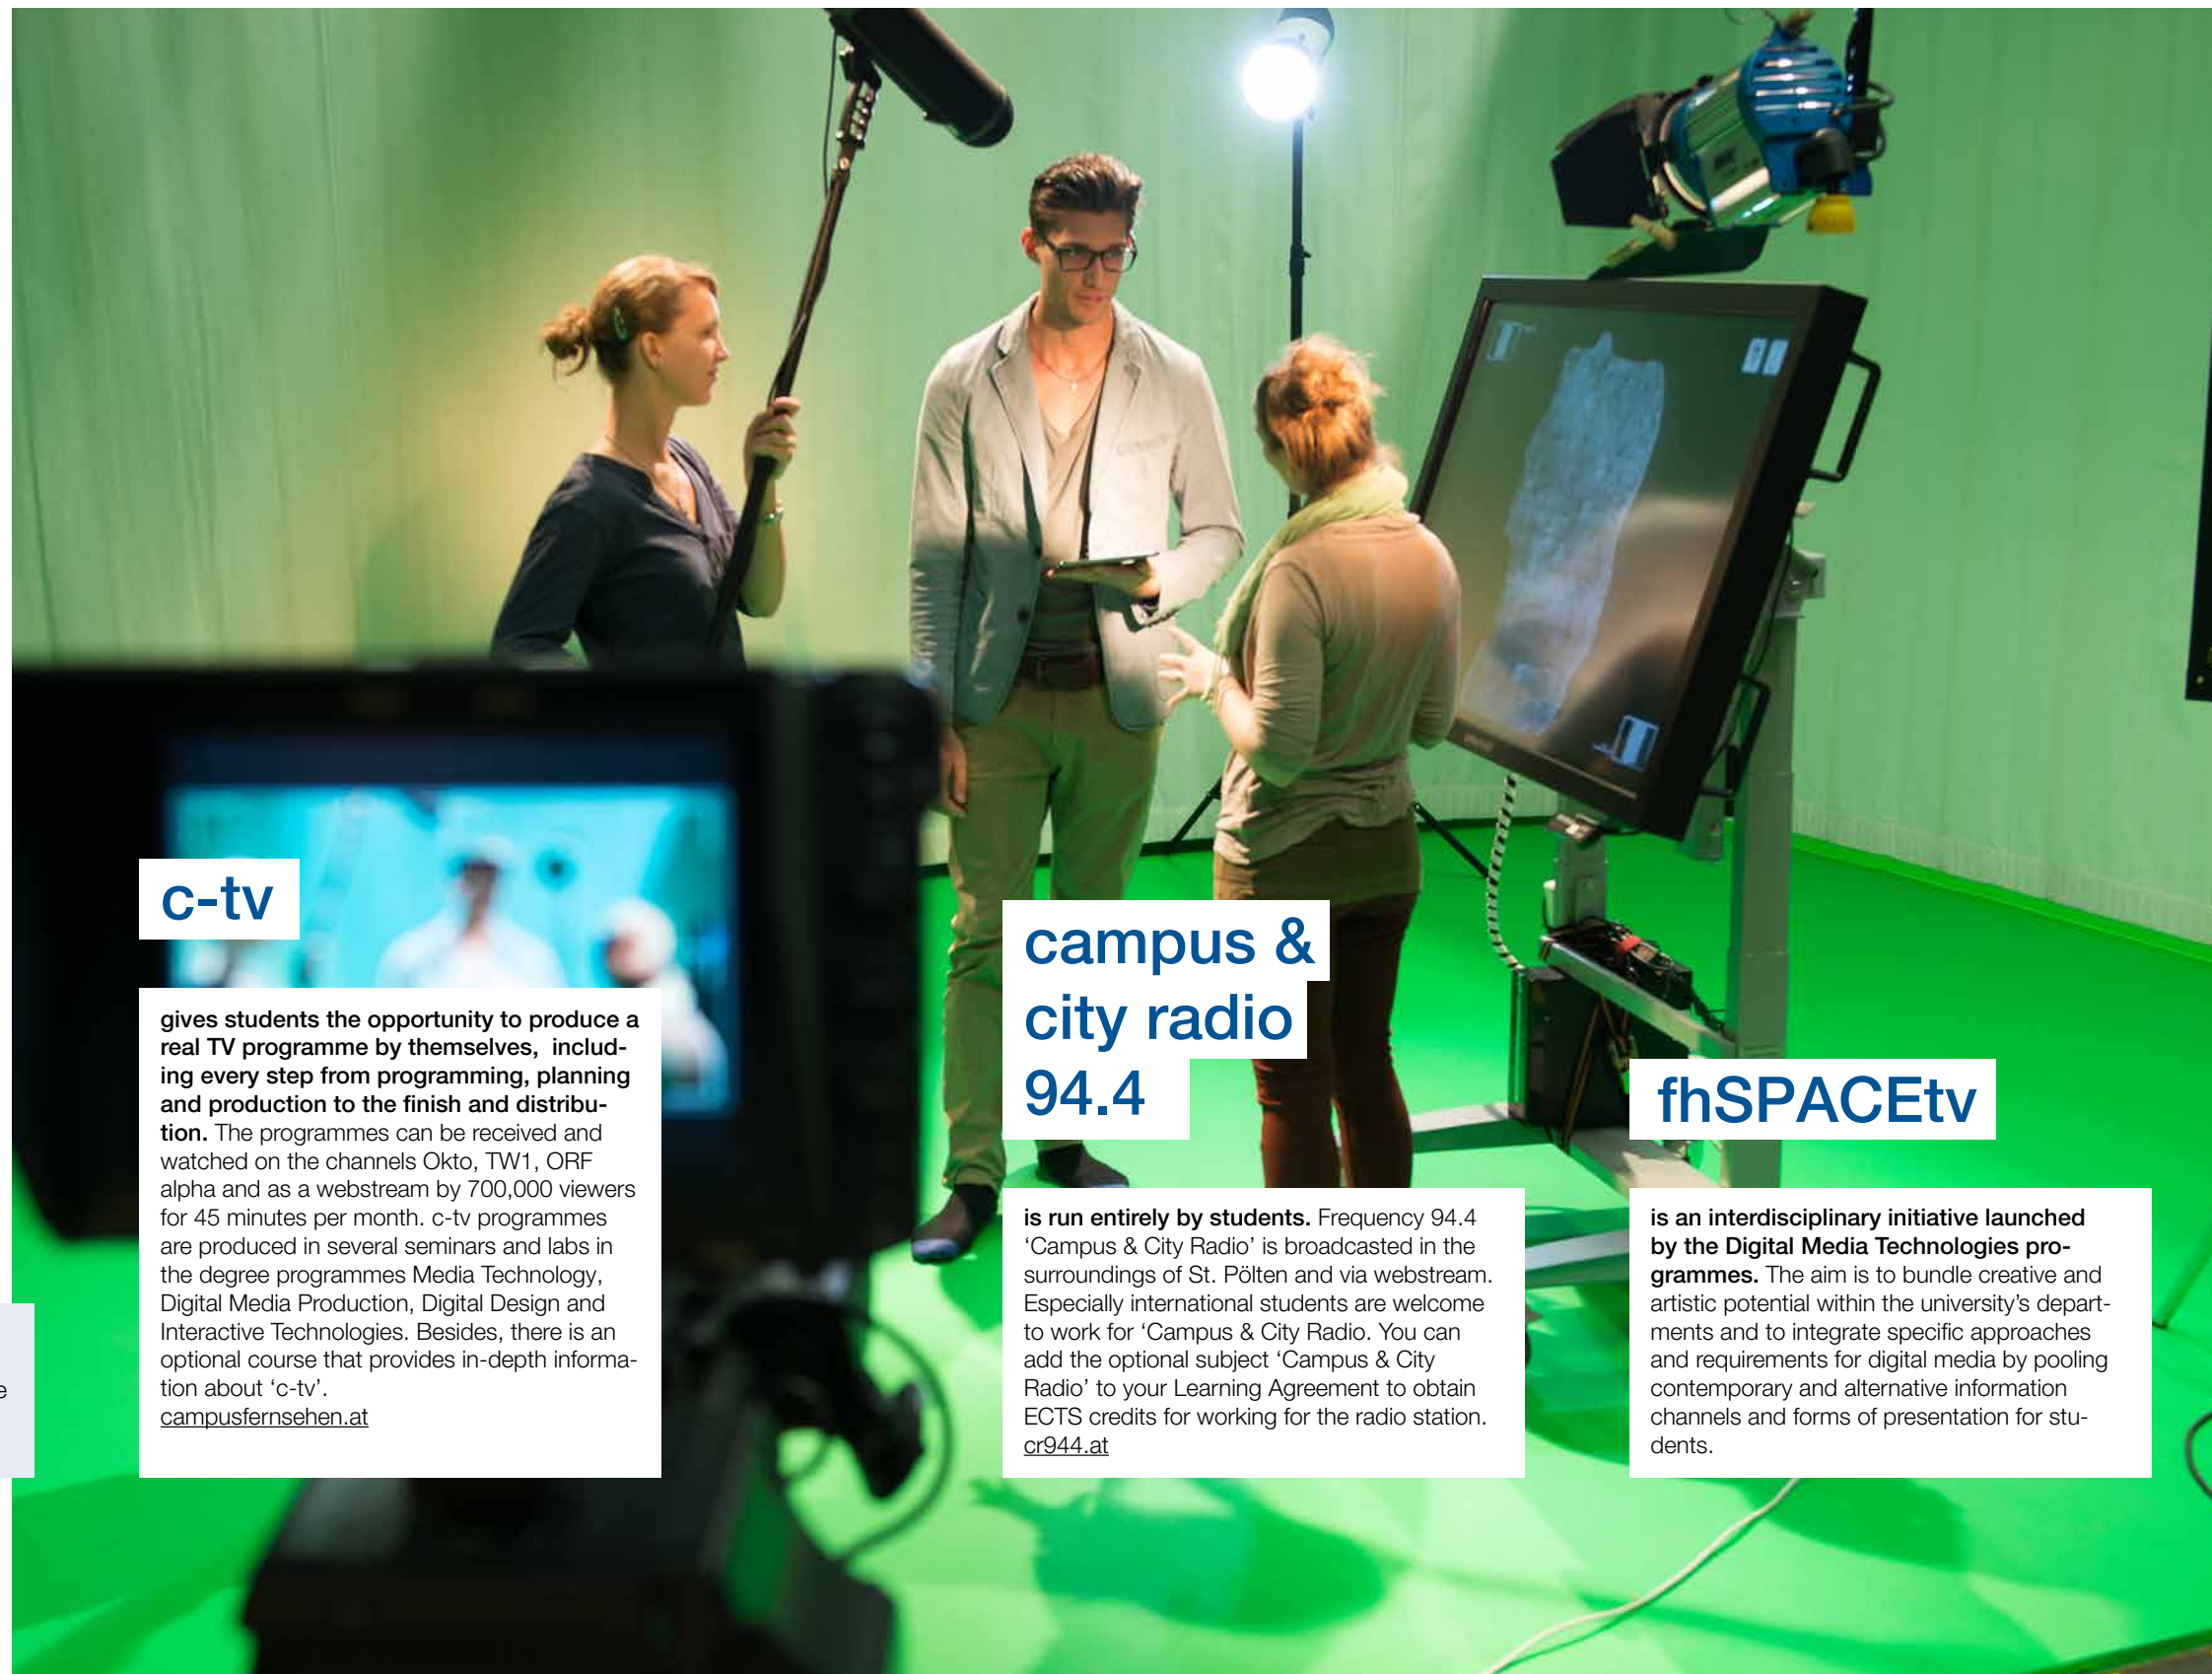 c-tv
gives students the opportunity to produce a
real TV programme by themselves,  includ-
ing every step from programming, planning
and production to the finish and distribu-
tion. The programmes can be received and
watched on the channels Okto, TW1, ORF
alpha and as a webstream by 700,000 viewers
for 45 minutes per month. c-tv programmes
are produced in several seminars and labs in
the degree programmes Media Technology,
Digital Media Production, Digital Design and
Interactive Technologies. Besides, there is an
optional course that provides in-depth informa-
tion about ‘c-tv’.
campusfernsehen.at
campus &
city radio
94.4
is run entirely by students. Frequency 94.4
‘Campus & City Radio’ is broadcasted in the
surroundings of St. Pölten and via webstream.
Especially international students are welcome
to work for ‘Campus & City Radio. You can
add the optional subject ‘Campus & City
Radio’ to your Learning Agreement to obtain
ECTS credits for working for the radio station.
cr944.at
fhSPACEtv
is an interdisciplinary initiative launched
by the Digital Media Technologies pro-
grammes. The aim is to bundle creative and
artistic potential within the university’s depart-
ments and to integrate specific approaches
and requirements for digital media by pooling
contemporary and alternative information
channels and forms of presentation for stu-
dents.